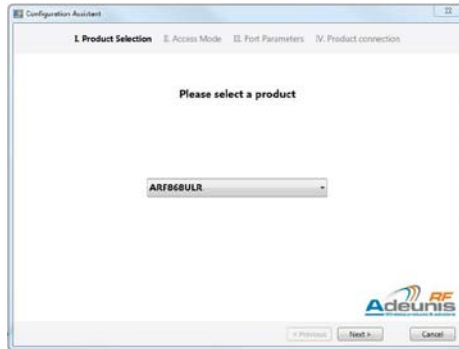 Configuration Assistant
I. Product Selection II. Access Mode III. Port Parameters IV. Product connection
Please select a product
ARF868ULR
Adeunis RF
< Previous Next > Cancel